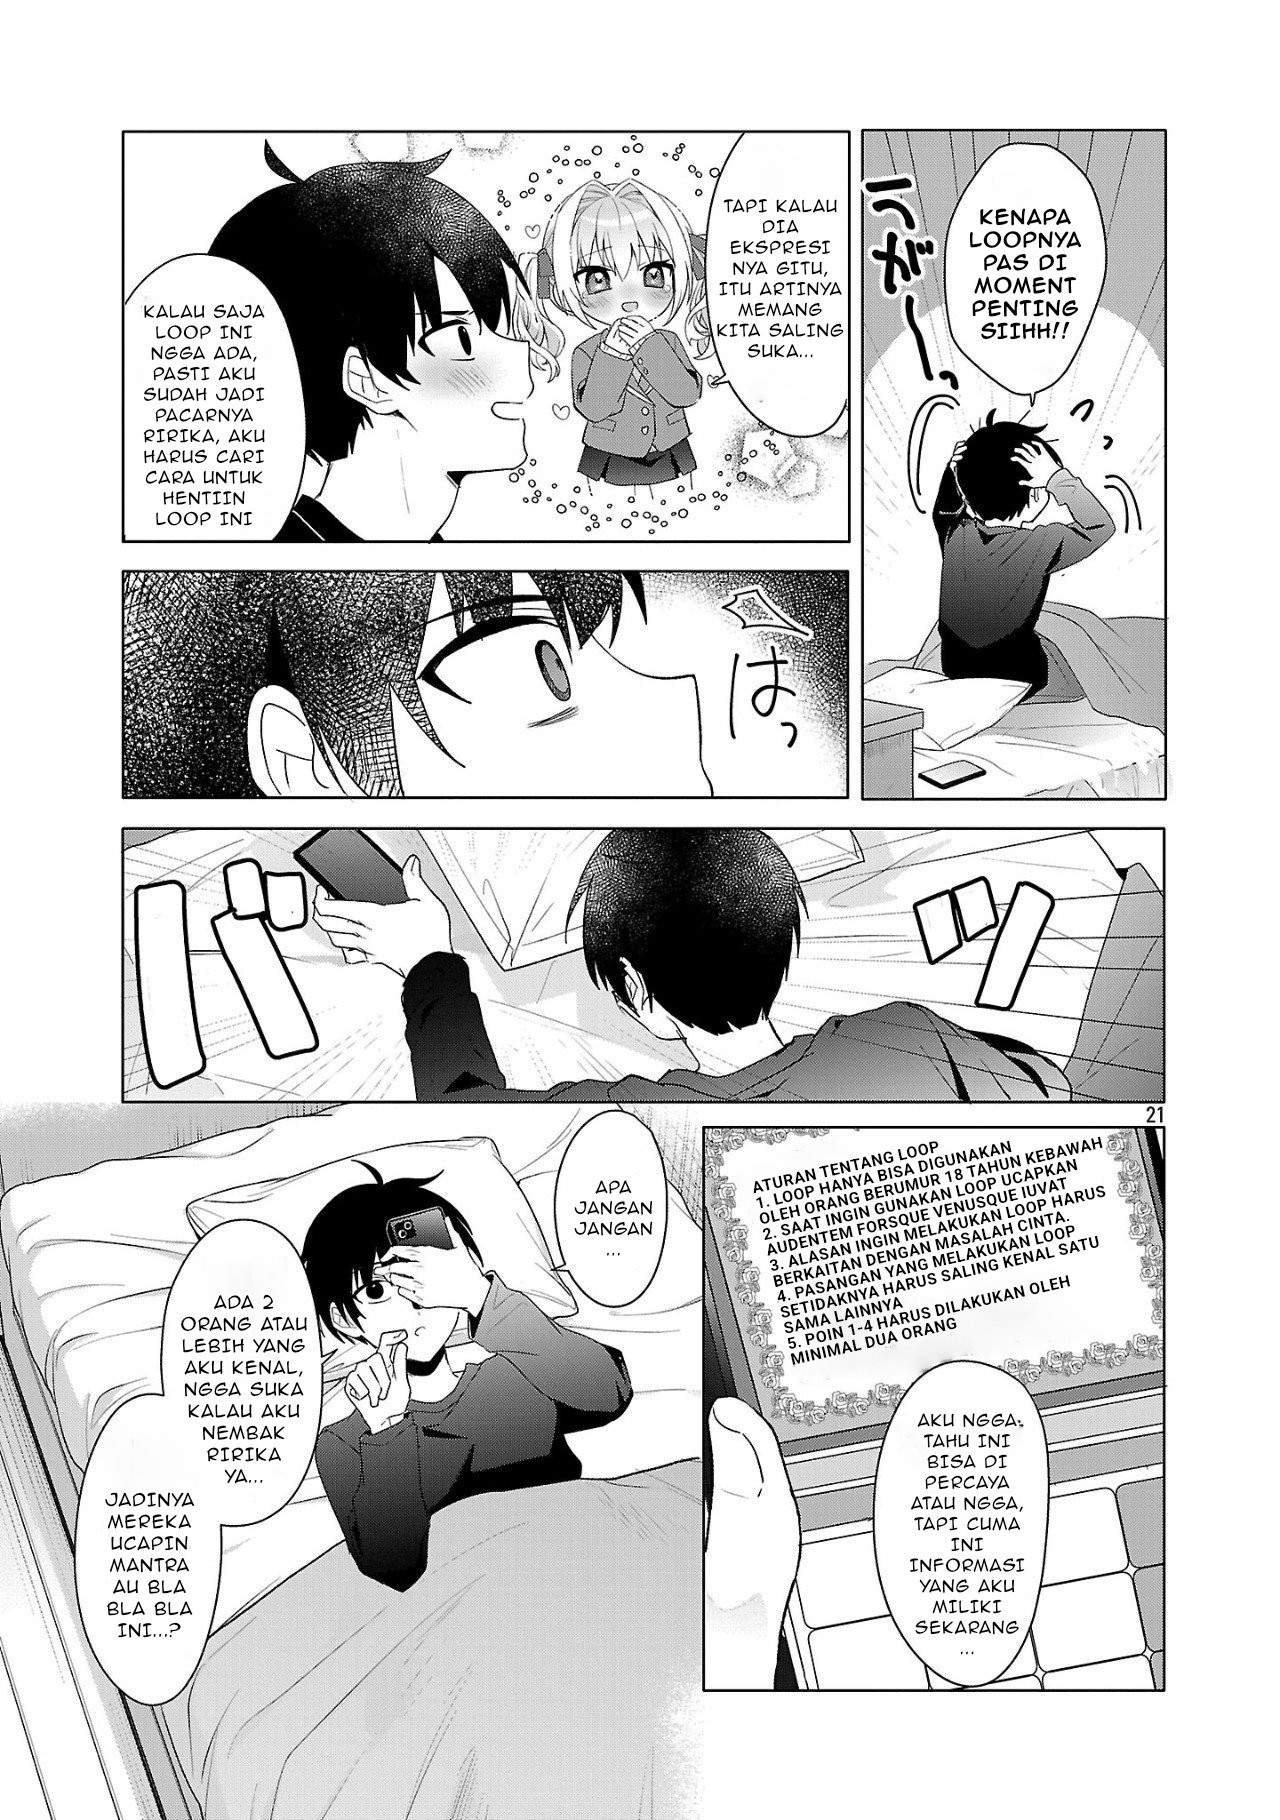 KENAPA
LOOPNYA
PAS DI
MOMENT
PENTING
SIIHH!!
うがーっ
TAPI KALAU
DIA
EKSPRESI
NYA GITU,
ITU ARTINYA
MEMANG
KITA SALING
SUKA...
KALAU SAJA
LOOP INI
NGGA ADA,
PASTI AKU
SUDAH JADI
PACARNYA
RIRIKA, AKU
HARUS CARI
CARA UNTUK
HENTIIN
LOOP INI
はっ
バッ
21
ATURAN TENTANG LOOP
1. LOOP HANYA BISA DIGUNAKAN
OLEH ORANG BERUMUR 18 TAHUN KEBAWAH
2. SAAT INGIN GUNAKAN LOOP UCAPKAN
AUDENTEM FORSQUE VENUSQUE IUVAT
3. ALASAN INGIN MELAKUKAN LOOP HARUS
BERKAITAN DENGAN MASALAH CINTA.
4. PASANGAN YANG MELAKUKAN LOOP
SETIDAKNYA HARUS SALING KENAL SATU
SAMA LAINNYA
5. POIN 1-4 HARUS DILAKUKAN OLEH
MINIMAL DUA ORANG
AKU NGGA
TAHU INI
BISA DI
PERCAYA
ATAU NGGA,
TAPI CUMA
INI
INFORMASI
YANG AKU
MILIKI
SEKARANG
...
APA
JANGAN
JANGAN
...
ADA 2
ORANG ATAU
LEBIH YANG
AKU KENAL,
NGGA SUKA
KALAU AKU
NEMBAK
RIRIKA
YA...
JADINYA
MEREKA
UCAPIN
MANTRA
AU BLA
BLA BLA
INI...?